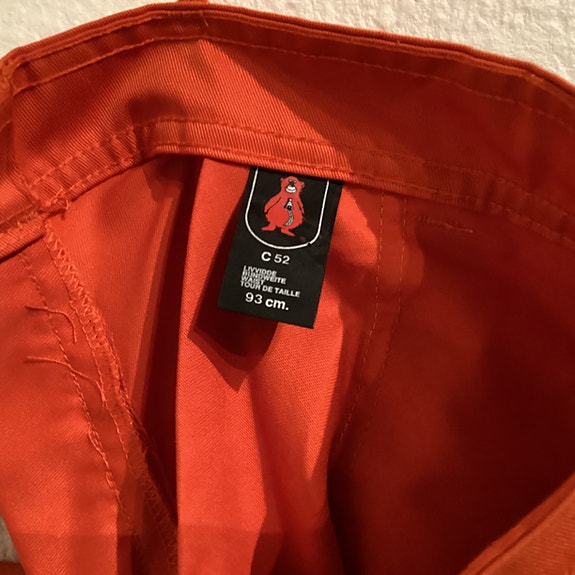 C 52
LIVVIDDE
BUNDWEITE
WAIST
TOUR DE TAILLE
93 cm.